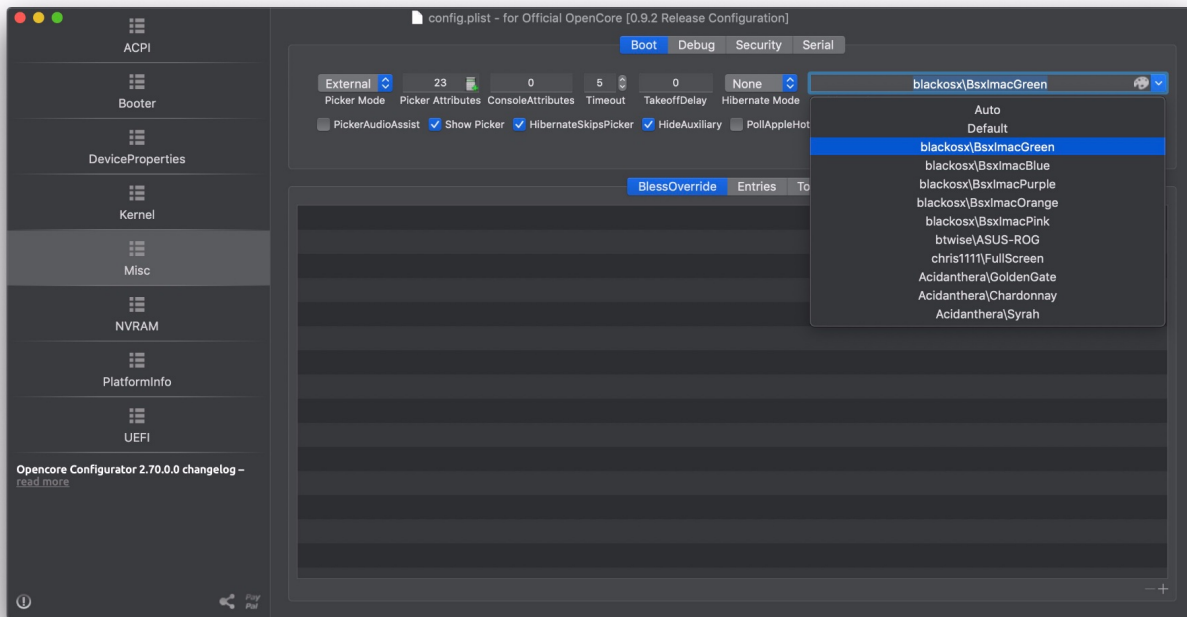 config.plist - for Official OpenCore [0.9.2 Release Configuration]
ACPI
Booter
DeviceProperties
Kernel
Misc
NVRAM
PlatformInfo
UEFI
Opencore Configurator 2.70.0.0 changelog –
read more
Pay
Pal
Boot Debug Security Serial
External 23 0 5 0 None blackosx\BsxImacGreen
Picker Mode Picker Attributes ConsoleAttributes Timeout TakeoffDelay Hibernate Mode
PickerAudioAssist Show Picker HibernateSkipsPicker HideAuxiliary PollAppleHot
Auto
Default
blackosx\BsxImacGreen
blackosx\BsxImacBlue
blackosx\BsxImacPurple
blackosx\BsxImacOrange
blackosx\BsxImacPink
btwise\ASUS-ROG
chris1111\FullScreen
Acidanthera\GoldenGate
Acidanthera\Chardonnay
Acidanthera\Syrah
BlessOverride Entries To